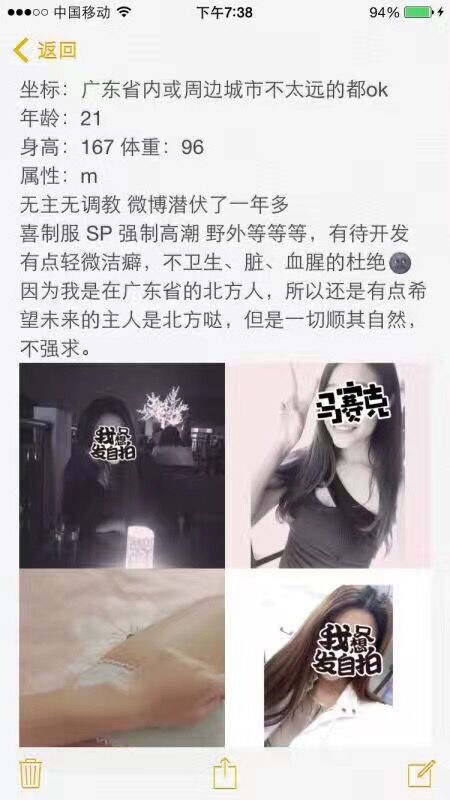 中国移动 下午7:38 94%
返回
坐标：广东省内或周边城市不太远的都ok
年龄：21
身高：167 体重：96
属性：m
无主无调教 微博潜伏了一年多
喜制服 SP 强制高潮 野外等等等，有待开发
有点轻微洁癖，不卫生、脏、血腥的杜绝🌚
因为我是在广东省的北方人，所以还是有点希
望未来的主人是北方哒，但是一切顺其自然，
不强求。
我只想
发自拍
马赛克
我只想
发自拍